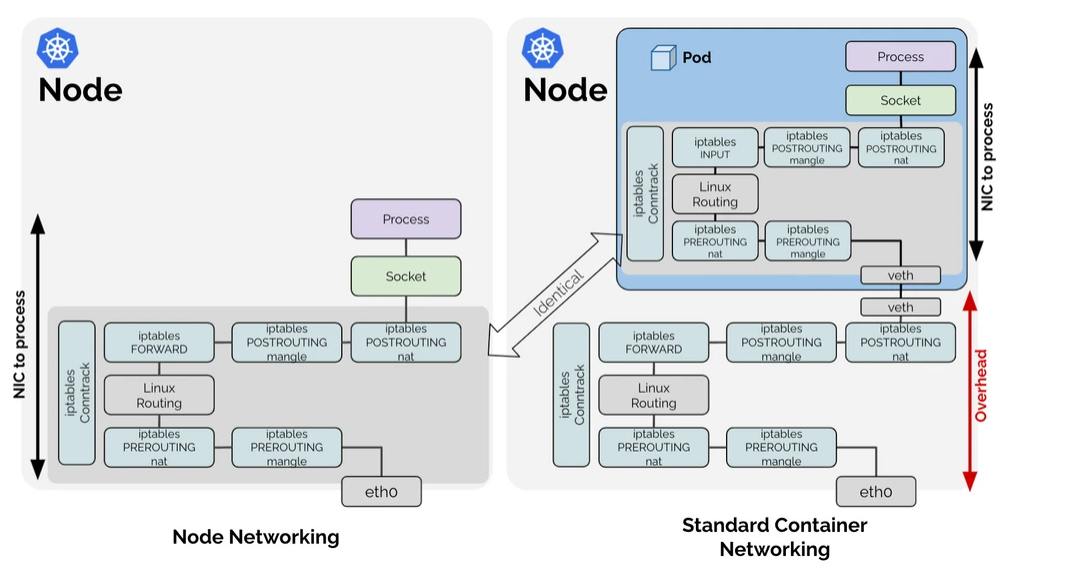 Node
Process
Socket
NIC to process
iptables
Conntrack
iptables
FORWARD
iptables
POSTROUTING
mangle
iptables
POSTROUTING
nat
Linux
Routing
iptables
PREROUTING
nat
iptables
PREROUTING
mangle
eth0
Node Networking
Identical
Node
Pod
Process
Socket
iptables
Conntrack
iptables
INPUT
iptables
POSTROUTING
mangle
iptables
POSTROUTING
nat
Linux
Routing
iptables
PREROUTING
nat
iptables
PREROUTING
mangle
veth
NIC to process
veth
iptables
Conntrack
iptables
FORWARD
iptables
POSTROUTING
mangle
iptables
POSTROUTING
nat
Linux
Routing
iptables
PREROUTING
nat
iptables
PREROUTING
mangle
eth0
Overhead
Standard Container
Networking